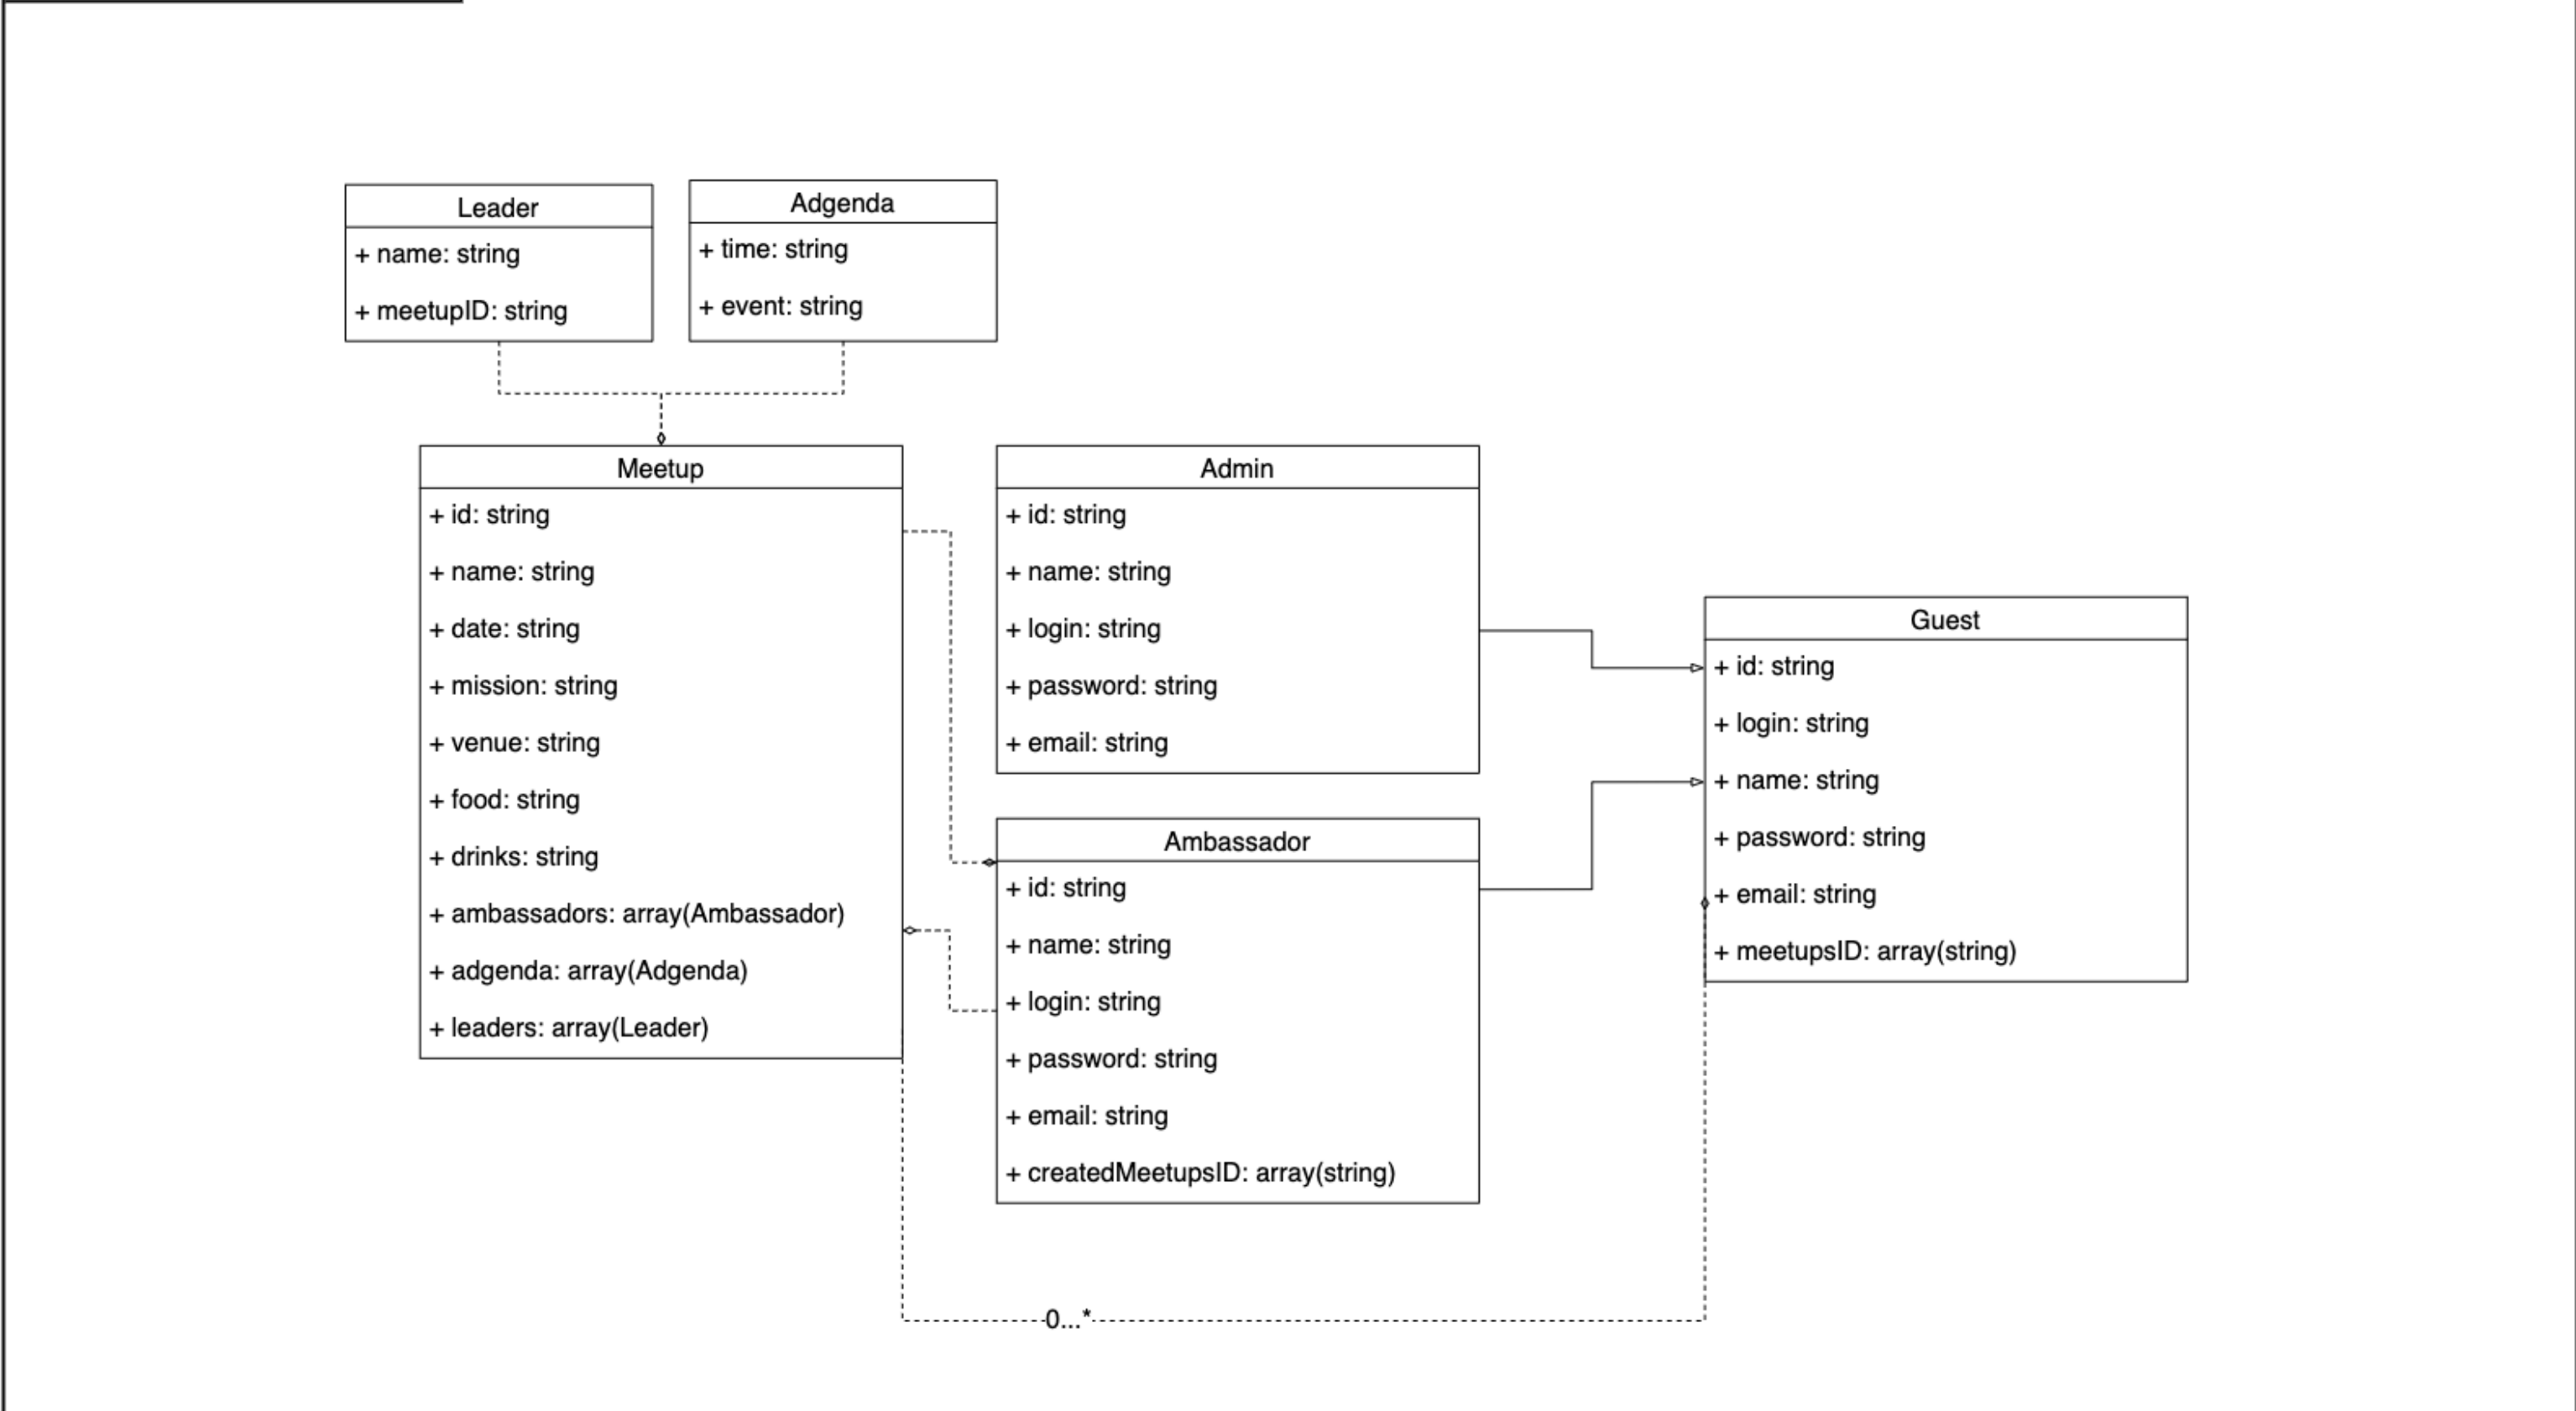 Leader
+ name: string
+ meetupID: string
Adgenda
+ time: string
+ event: string
Meetup
+ id: string
+ name: string
+ date: string
+ mission: string
+ venue: string
+ food: string
+ drinks: string
+ ambassadors: array(Ambassador)
+ adgenda: array(Adgenda)
+ leaders: array(Leader)
Admin
+ id: string
+ name: string
+ login: string
+ password: string
+ email: string
Ambassador
+ id: string
+ name: string
+ login: string
+ password: string
+ email: string
+ createdMeetupsID: array(string)
Guest
+ id: string
+ login: string
+ name: string
+ password: string
+ email: string
+ meetupsID: array(string)
0...*